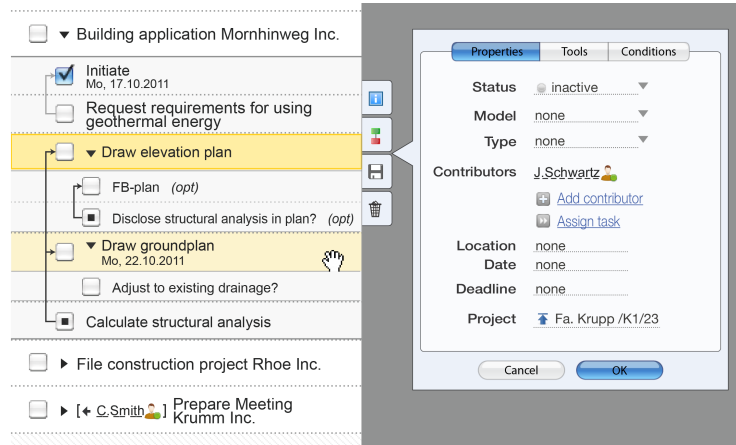 Building application Mornhinweg Inc.
Initiate
Mo, 17.10.2011
Request requirements for using
geothermal energy
Draw elevation plan
FB-plan (opt)
Disclose structural analysis in plan? (opt)
Draw groundplan
Mo, 22.10.2011
Adjust to existing drainage?
Calculate structural analysis
File construction project Rhoe Inc.
[← C.Smith ] Prepare Meeting
Krumm Inc.
Properties Tools Conditions
Status inactive
Model none
Type none
Contributors J.Schwartz
Add contributor
Assign task
Location none
Date none
Deadline none
Project Fa. Krupp /K1/23
Cancel OK